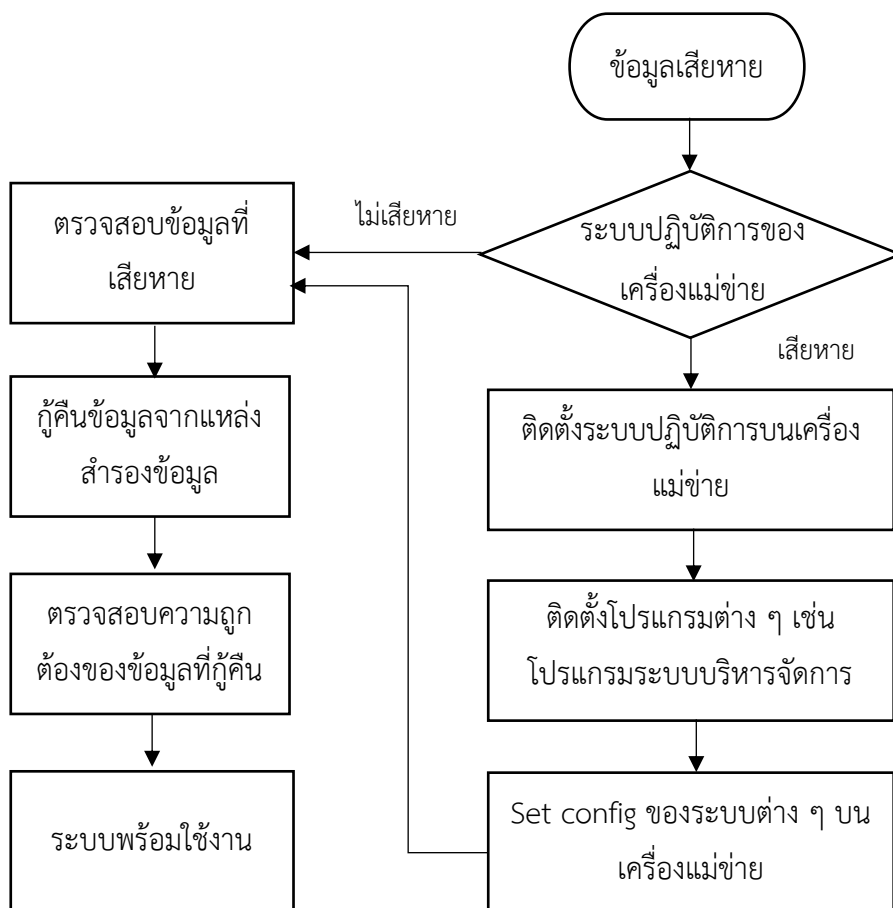 ข้อมูลเสียหาย
ระบบปฏิบัติการของ
เครื่องแม่ข่าย
ไม่เสียหาย
เสียหาย
ตรวจสอบข้อมูลที่
เสียหาย
กู้คืนข้อมูลจากแหล่ง
สำรองข้อมูล
ตรวจสอบความถูก
ต้องของข้อมูลที่กู้คืน
ระบบพร้อมใช้งาน
ติดตั้งระบบปฏิบัติการบนเครื่อง
แม่ข่าย
ติดตั้งโปรแกรมต่าง ๆ เช่น
โปรแกรมระบบบริหารจัดการ
Set config ของระบบต่าง ๆ บน
เครื่องแม่ข่าย